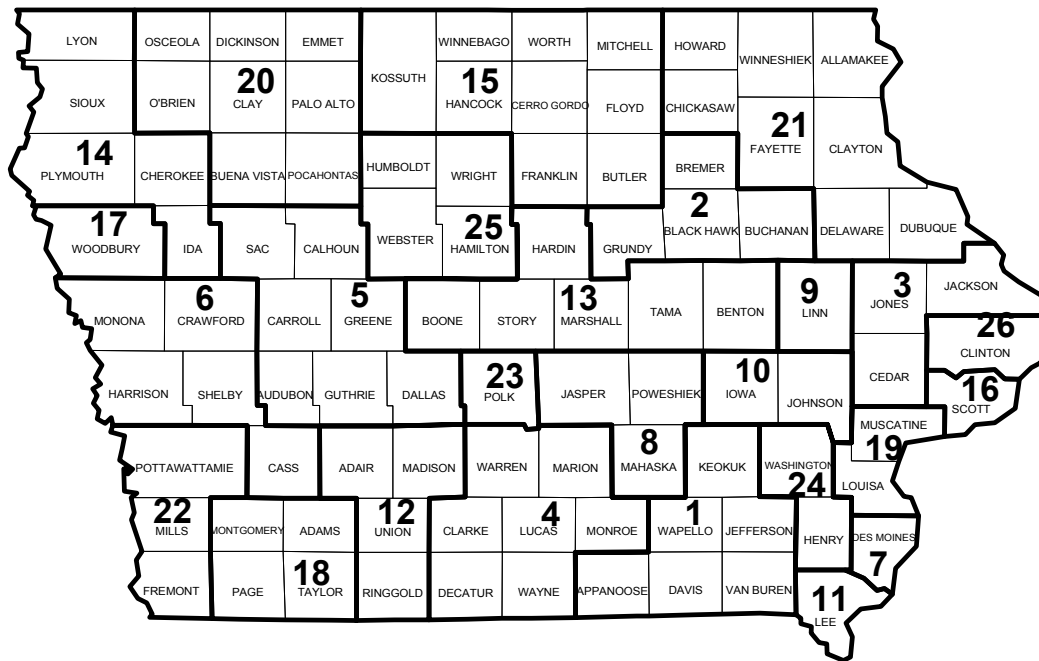 LYON
OSCEOLA
DICKINSON
EMMET
WINNEBAGO
WORTH
MITCHELL
HOWARD
WINNESHIEK
ALLAMAKEE
KOSSUTH
20
15
SIOUX
O'BRIEN
CLAY
PALO ALTO
HANCOCK
CERRO GORDO
FLOYD
CHICKASAW
21
FAYETTE
CLAYTON
14
PLYMOUTH
CHEROKEE
BUENA VISTA
POCAHONTAS
HUMBOLDT
WRIGHT
FRANKLIN
BUTLER
BREMER
2
17
25
WOODBURY
IDA
SAC
CALHOUN
WEBSTER
HAMILTON
HARDIN
GRUNDY
BLACK HAWK
BUCHANAN
DELAWARE
DUBUQUE
6
5
13
9
3
JACKSON
MONONA
CRAWFORD
CARROLL
GREENE
BOONE
STORY
MARSHALL
TAMA
BENTON
LINN
JONES
26
CLINTON
23
10
CEDAR
HARRISON
SHELBY
AUDUBON
GUTHRIE
DALLAS
POLK
JASPER
POWESHIEK
IOWA
JOHNSON
16
SCOTT
MUSCATINE
8
19
POTTAWATTAMIE
CASS
ADAIR
MADISON
WARREN
MARION
MAHASKA
KEOKUK
WASHINGTON
24
LOUISA
22
12
4
1
MILLS
MONTGOMERY
ADAMS
UNION
CLARKE
LUCAS
MONROE
WAPELLO
JEFFERSON
HENRY
DES MOINES
7
18
11
FREMONT
PAGE
TAYLOR
RINGGOLD
DECATUR
WAYNE
APPANOOSE
DAVIS
VAN BUREN
LEE